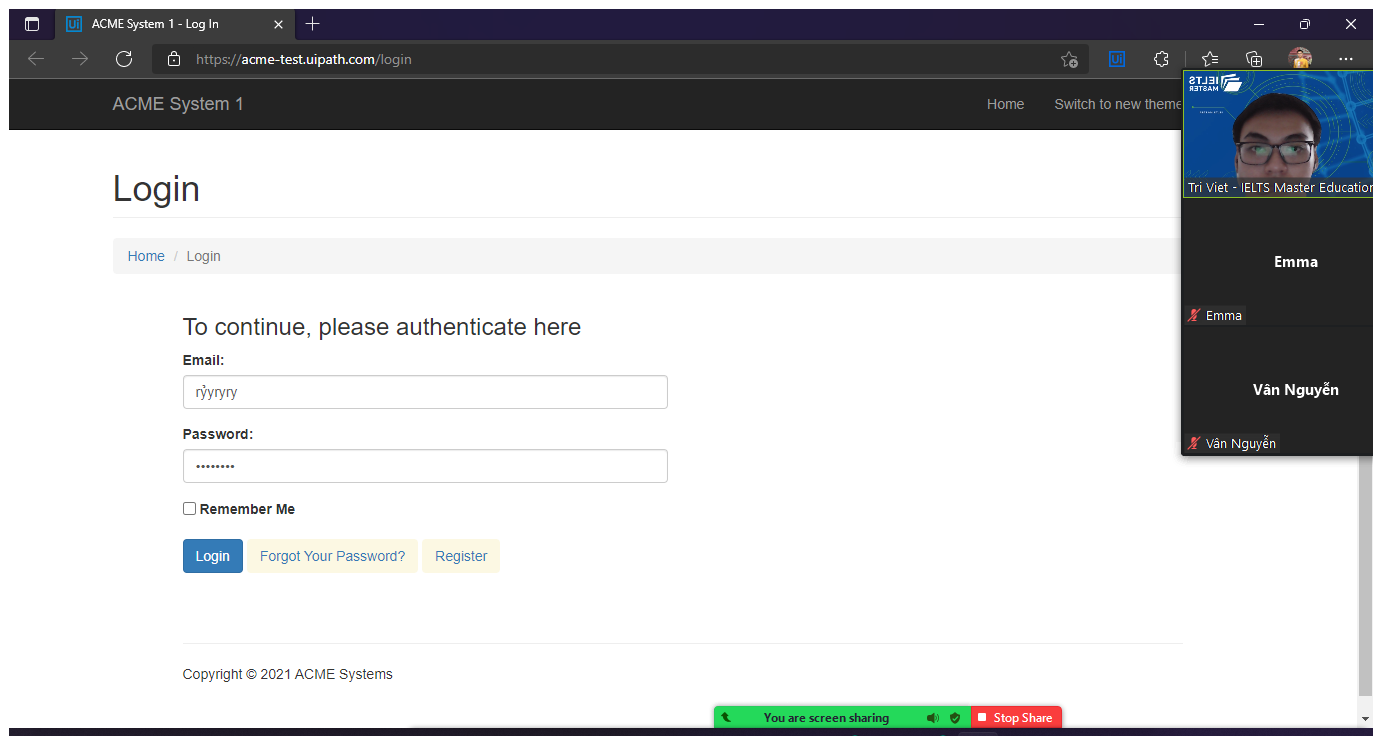 ACME System 1 - Log In
https://acme-test.uipath.com/login
ACME System 1
Home
Switch to new theme
IELTS
MASTER
Tri Viet - IELTS Master Education
Login
Home / Login
Emma
Emma
To continue, please authenticate here
Email:
rỷyryry
Vân Nguyễn
Vân Nguyễn
Password:
••••••••
Remember Me
Login
Forgot Your Password?
Register
Copyright © 2021 ACME Systems
You are screen sharing
Stop Share